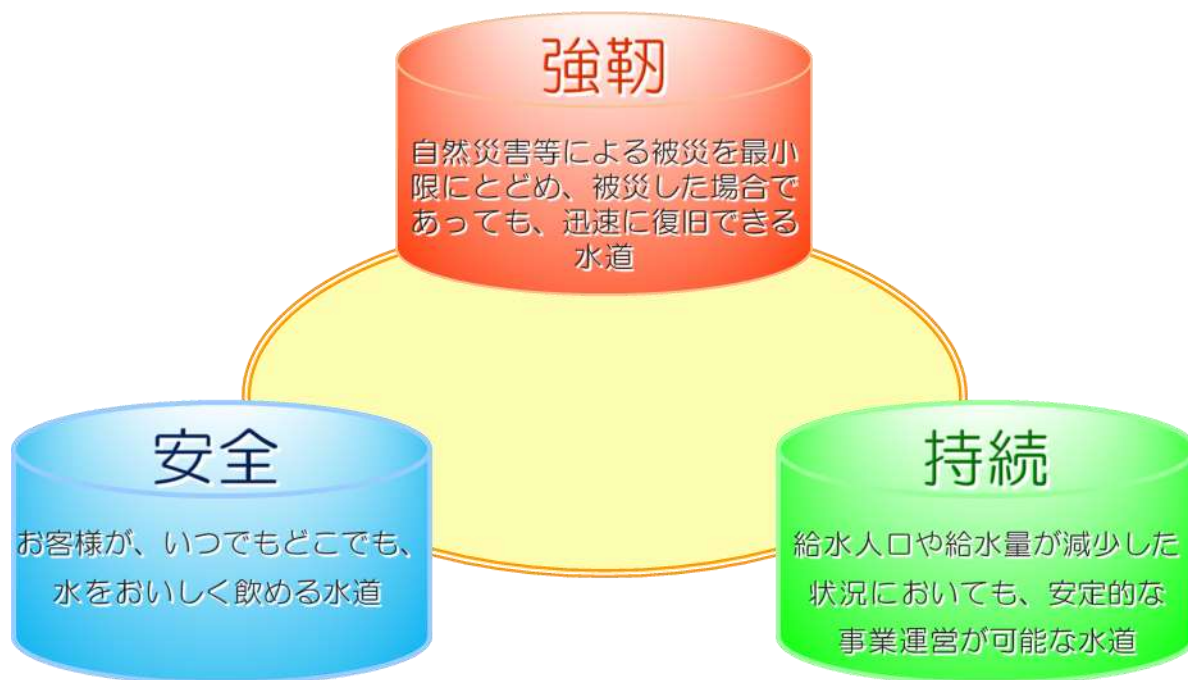 強靭
自然災害等による被災を最小
限にとどめ、被災した場合で
あっても、迅速に復旧できる
水道
安全
お客様が、いつでもどこでも、
水をおいしく飲める水道
持続
給水人口や給水量が減少した
状況においても、安定的な
事業運営が可能な水道